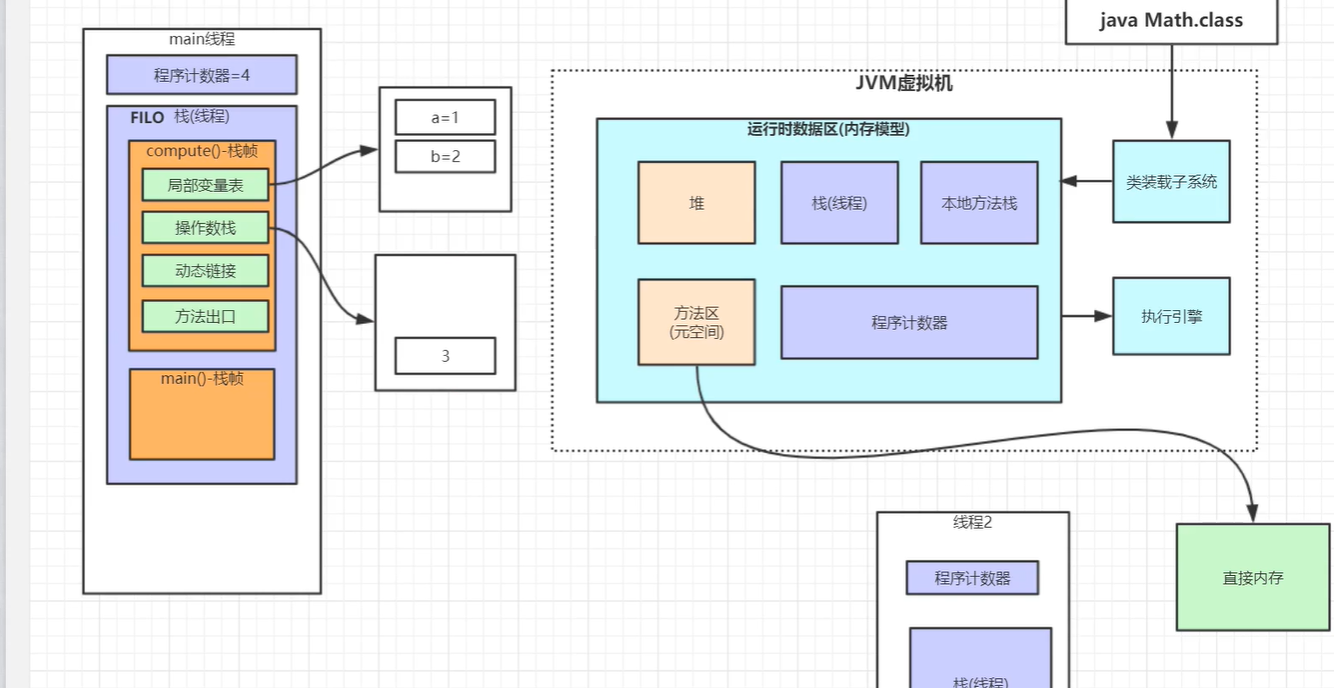 java Math.class
main线程
程序计数器=4
FILO 栈(线程)
compute()-栈帧
局部变量表
操作数栈
动态链接
方法出口
main()-栈帧
a=1
b=2
3
JVM虚拟机
运行时数据区(内存模型)
堆
栈(线程)
本地方法栈
方法区
(元空间)
程序计数器
类装载子系统
执行引擎
直接内存
线程2
程序计数器
栈(线程)